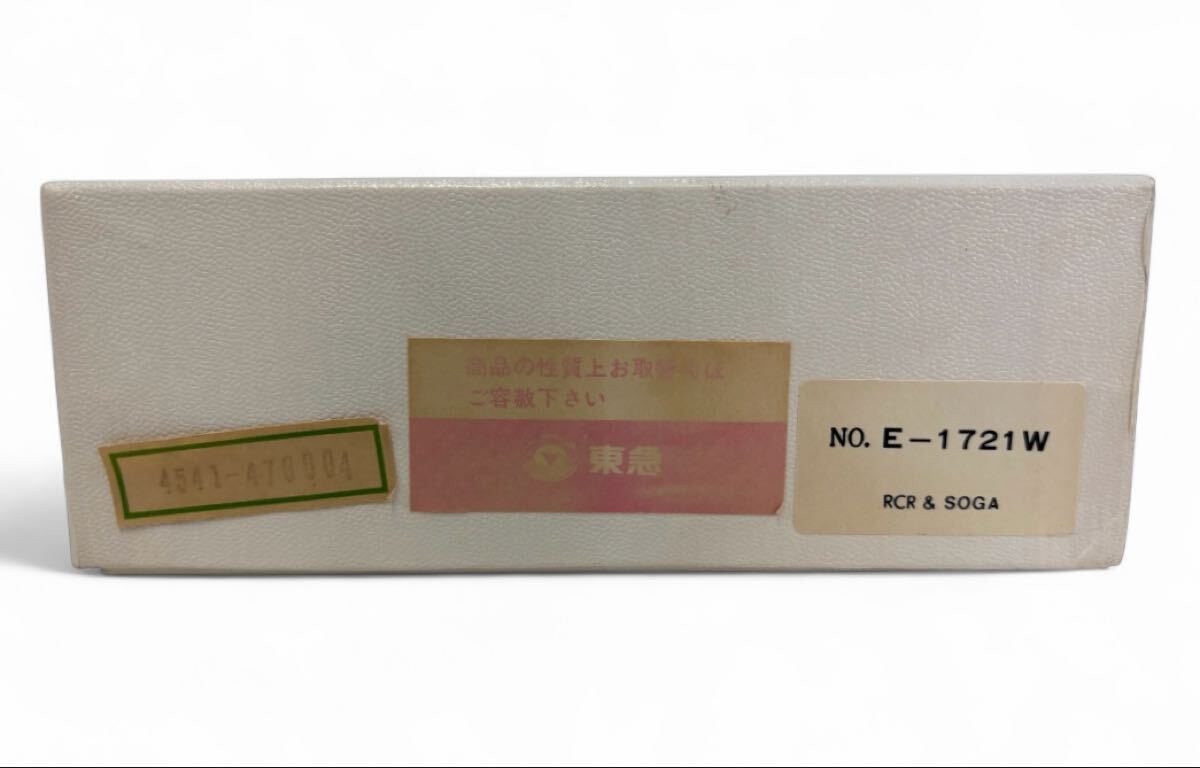 商品の性質上お取替えは
ご容赦下さい
東急
4541-470004
NO. E-1721W
RCR & SOGA